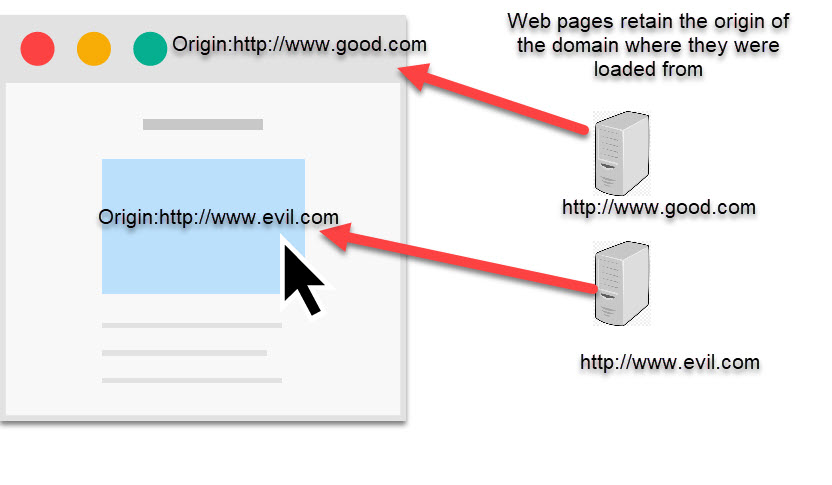 Origin:http://www.good.com
Web pages retain the origin of
the domain where they were
loaded from
http://www.good.com
Origin:http://www.evil.com
http://www.evil.com